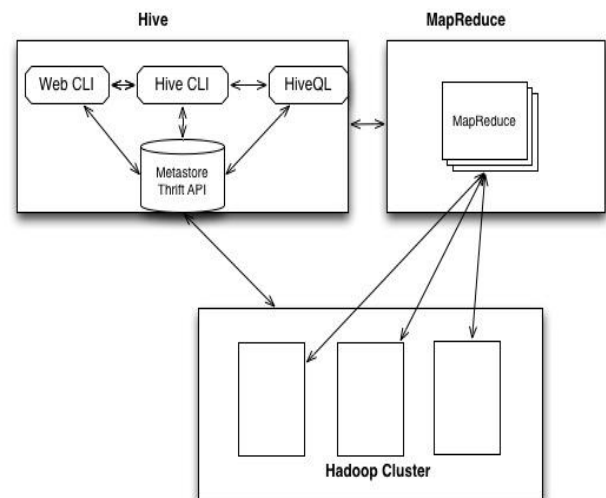 Hive
MapReduce
Web CLI
Hive CLI
HiveQL
MapReduce
Metastore
Thrift API
Hadoop Cluster